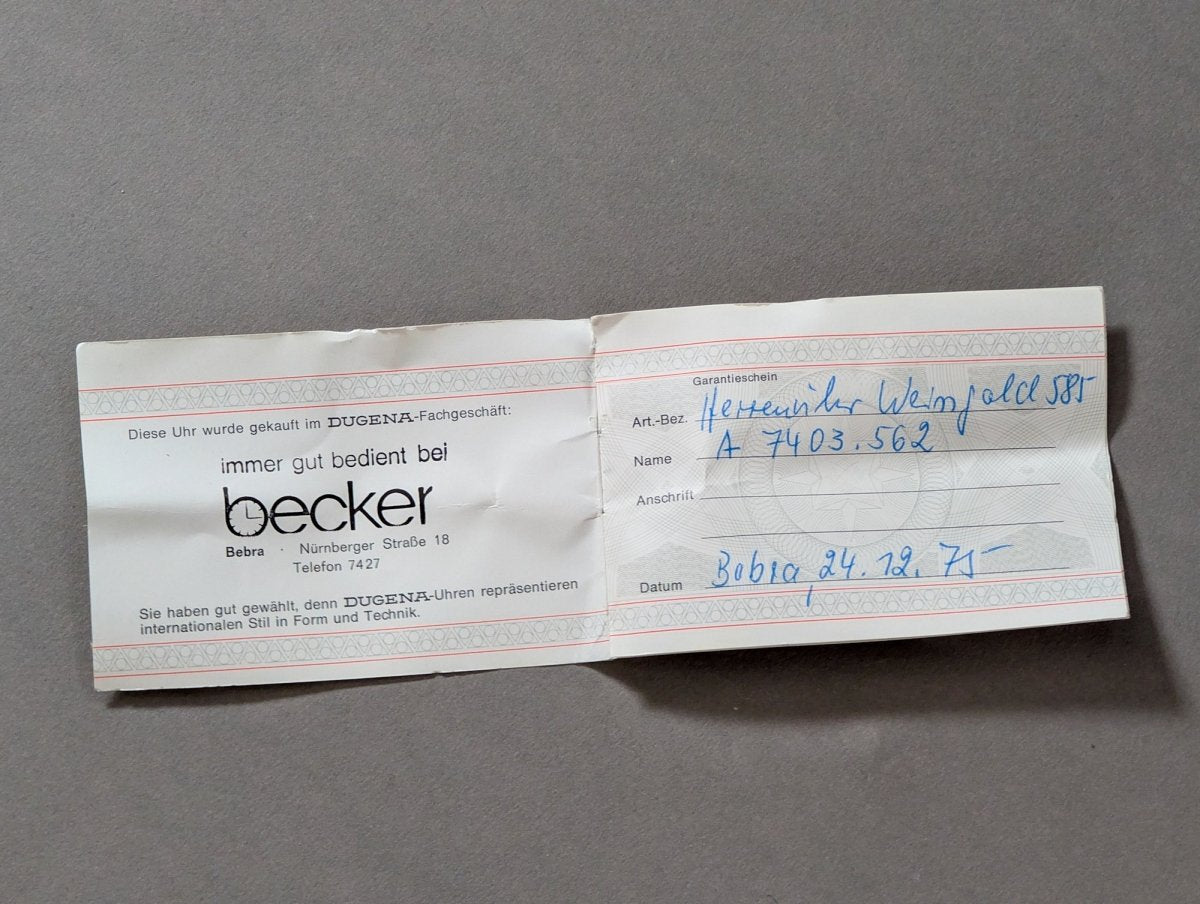 Diese Uhr wurde gekauft im DUGENA-Fachgeschäft:
immer gut bedient bei
becker
Bebra · Nürnberger Straße 18
Telefon 7427
Sie haben gut gewählt, denn DUGENA-Uhren repräsentieren
internationalen Stil in Form und Technik.
Garantieschein
Art.-Bez. Herrenuhr Weissgold 585
Name A 7403.562
Anschrift
Datum Bebra, 24.12.75